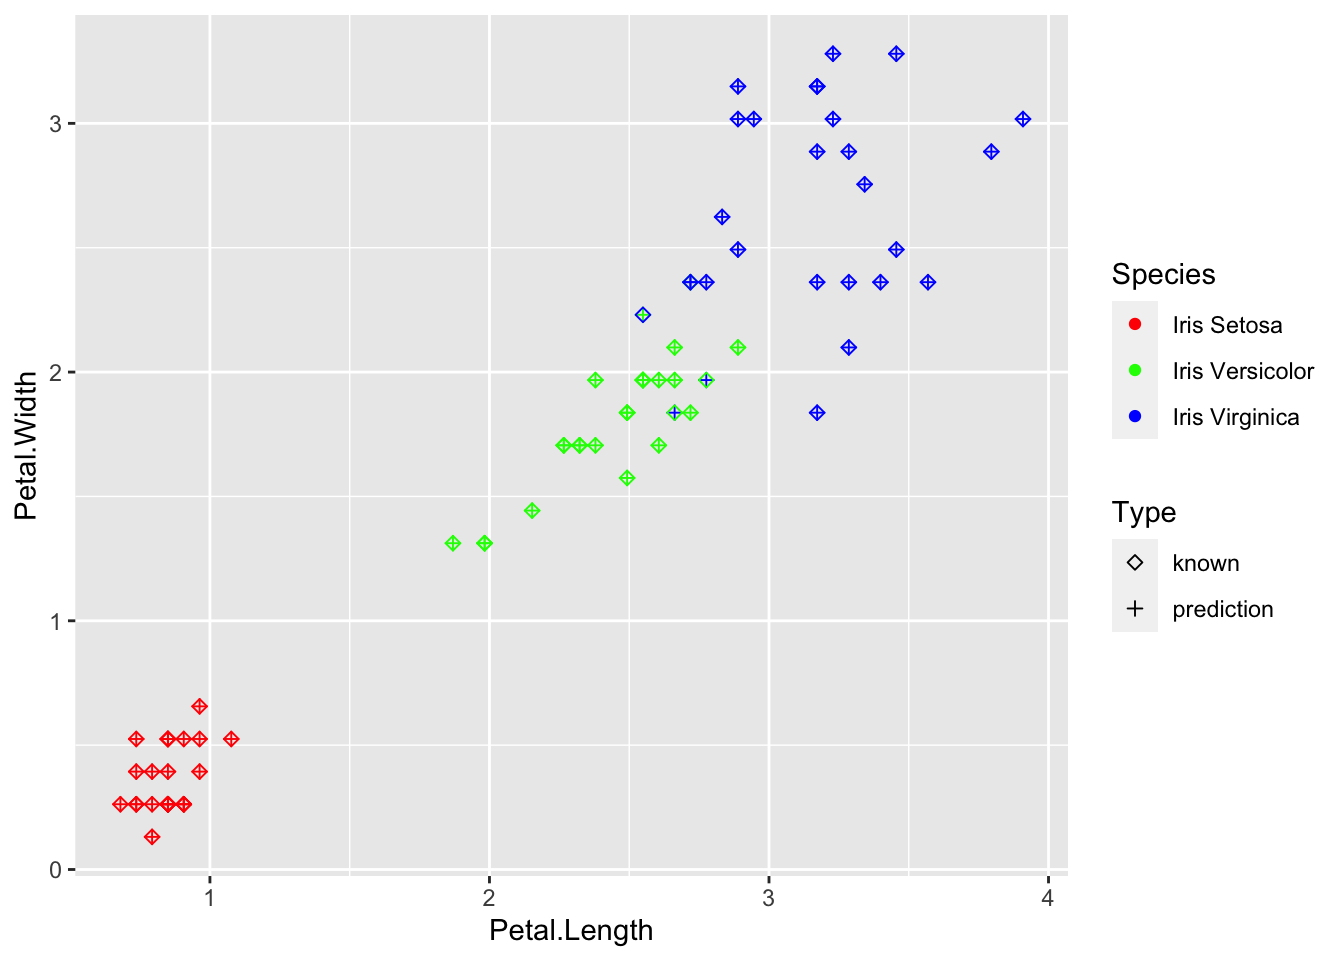 3
2
1
0
Petal.Width
1 2 3 4
Petal.Length
Species
Iris Setosa
Iris Versicolor
Iris Virginica
Type
known
prediction